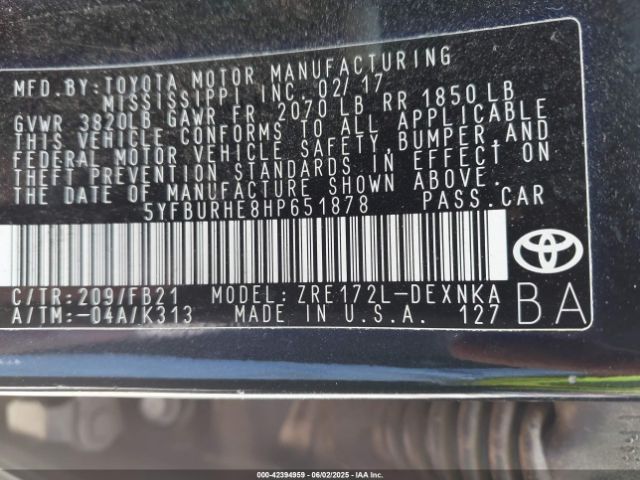 MFD.BY:TOYOTA MOTOR MANUFACTURING
MISSISSIPPI, INC. 02/17
GVWR 3820LB GAWR FR 2070 LB RR 1850 LB
THIS VEHICLE CONFORMS TO ALL APPLICABLE
FEDERAL MOTOR VEHICLE SAFETY, BUMPER, AND
THEFT PREVENTION STANDARDS IN EFFECT ON
THE DATE OF MANUFACTURE SHOWN ABOVE.
5YFBURHE8HP651878 PASS.CAR
C/TR:209/FB21 MODEL:ZRE172L-DEXNKA
A/TM:-04A/K313 MADE IN U.S.A. 127
BA
000-42394959 | 06/02/2025 | IAA Inc.